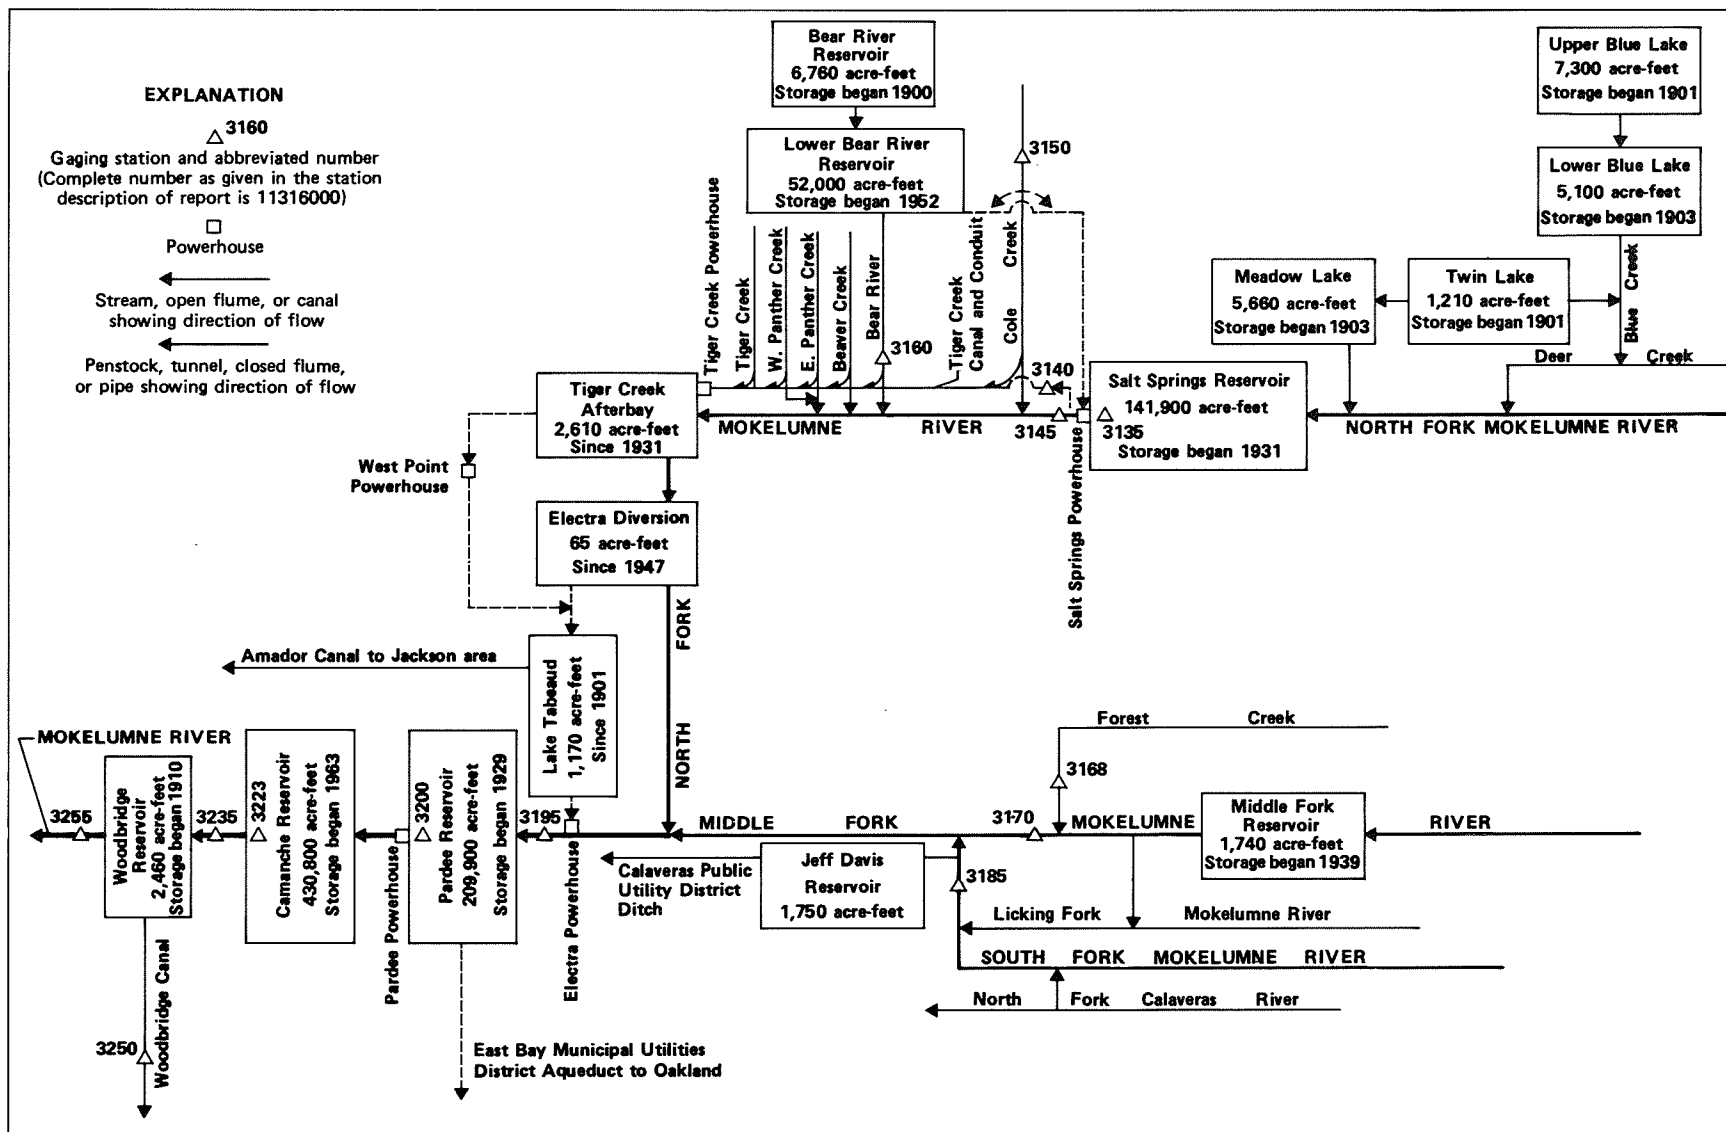 EXPLANATION
3160
Gaging station and abbreviated number
(Complete number as given in the station
description of report is 11316000)
Powerhouse
Stream, open flume, or canal
showing direction of flow
Penstock, tunnel, closed flume,
or pipe showing direction of flow
Bear River
Reservoir
6,760 acre-feet
Storage began 1900
Lower Bear River
Reservoir
52,000 acre-feet
Storage began 1952
3150
Upper Blue Lake
7,300 acre-feet
Storage began 1901
Lower Blue Lake
5,100 acre-feet
Storage began 1903
Blue Creek
Meadow Lake
5,660 acre-feet
Storage began 1903
Twin Lake
1,210 acre-feet
Storage began 1901
Deer Creek
Tiger Creek Powerhouse
Tiger Creek
W. Panther Creek
E. Panther Creek
Beaver Creek
Bear River
3160
Tiger Creek
Canal and Conduit
Cole Creek
3140
3145
Salt Springs Powerhouse
Salt Springs Reservoir
141,900 acre-feet
3135
Storage began 1931
NORTH FORK MOKELUMNE RIVER
MOKELUMNE RIVER
Tiger Creek
Afterbay
2,610 acre-feet
Since 1931
West Point
Powerhouse
Electra Diversion
65 acre-feet
Since 1947
NORTH FORK
Amador Canal to Jackson area
Lake Tabeaud
1,170 acre-feet
Since 1901
Forest Creek
3168
MOKELUMNE RIVER
3255
Woodbridge
Reservoir
2,460 acre-feet
Storage began 1910
3235
3223
Camanche Reservoir
430,800 acre-feet
Storage began 1963
Pardee Powerhouse
3200
Pardee Reservoir
209,900 acre-feet
Storage began 1929
3195
Electra Powerhouse
MIDDLE FORK
3170
MOKELUMNE
Middle Fork
Reservoir
1,740 acre-feet
Storage began 1939
RIVER
Calaveras Public
Utility District
Ditch
Jeff Davis
Reservoir
1,750 acre-feet
3185
Licking Fork Mokelumne River
SOUTH FORK MOKELUMNE RIVER
North Fork Calaveras River
Woodbridge Canal
3250
East Bay Municipal Utilities
District Aqueduct to Oakland